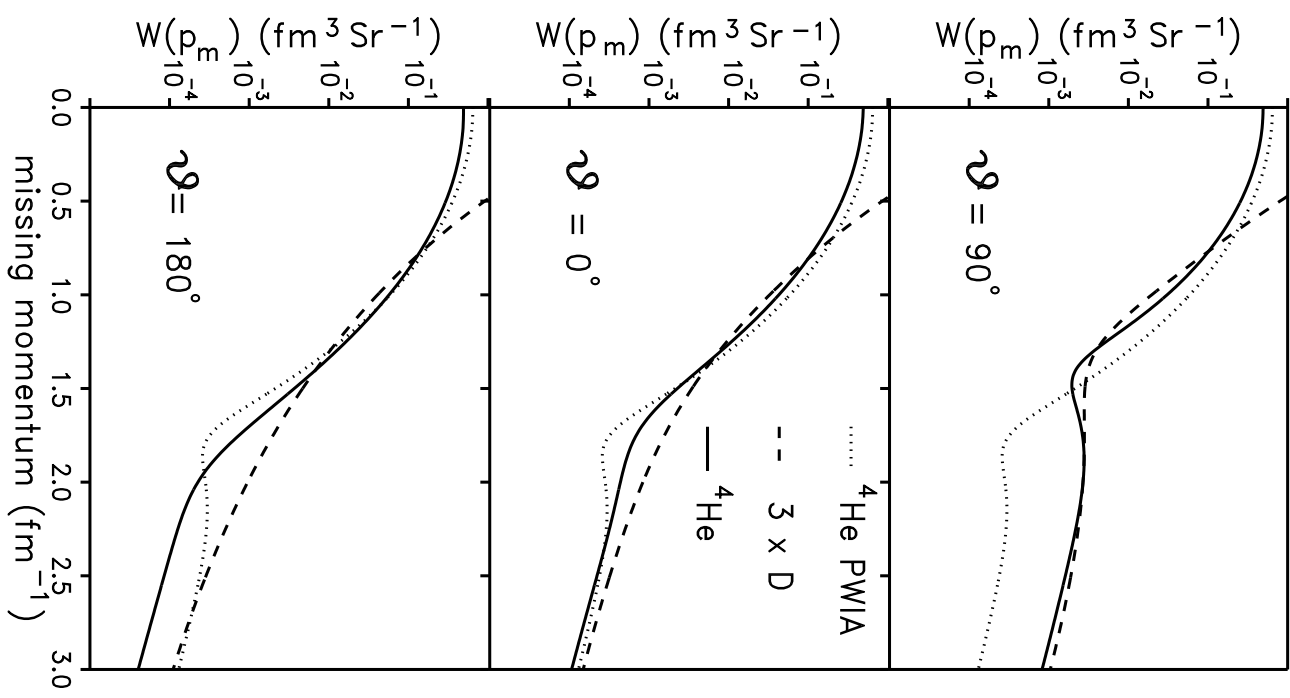 W(p_m) (fm³ Sr⁻¹)
10⁻¹
10⁻²
10⁻³
10⁻⁴
ϑ = 90°
W(p_m) (fm³ Sr⁻¹)
10⁻¹
10⁻²
10⁻³
10⁻⁴
⁴He PWIA
3 x D
⁴He
ϑ = 0°
W(p_m) (fm³ Sr⁻¹)
10⁻¹
10⁻²
10⁻³
10⁻⁴
ϑ = 180°
0.0 0.5 1.0 1.5 2.0 2.5 3.0
missing momentum (fm⁻¹)